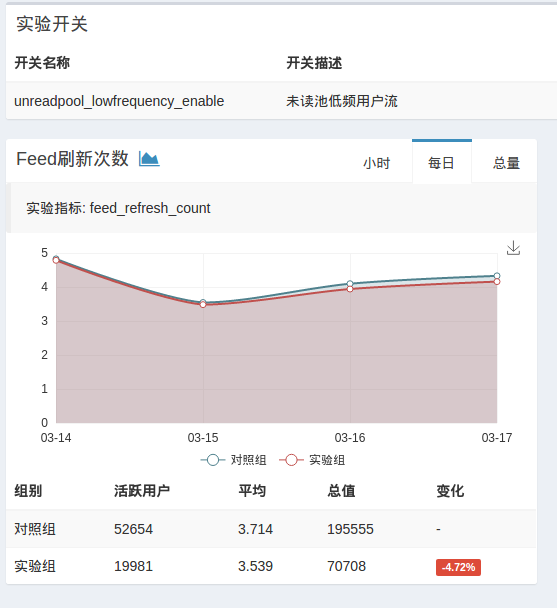 实验开关
开关名称 开关描述
unreadpool_lowfrequency_enable 未读池低频用户流
Feed刷新次数 小时 每日 总量
实验指标: feed_refresh_count
5
4
3
2
1
0
03-14 03-15 03-16 03-17
对照组 实验组
组别 活跃用户 平均 总值 变化
对照组 52654 3.714 195555 -
实验组 19981 3.539 70708 -4.72%